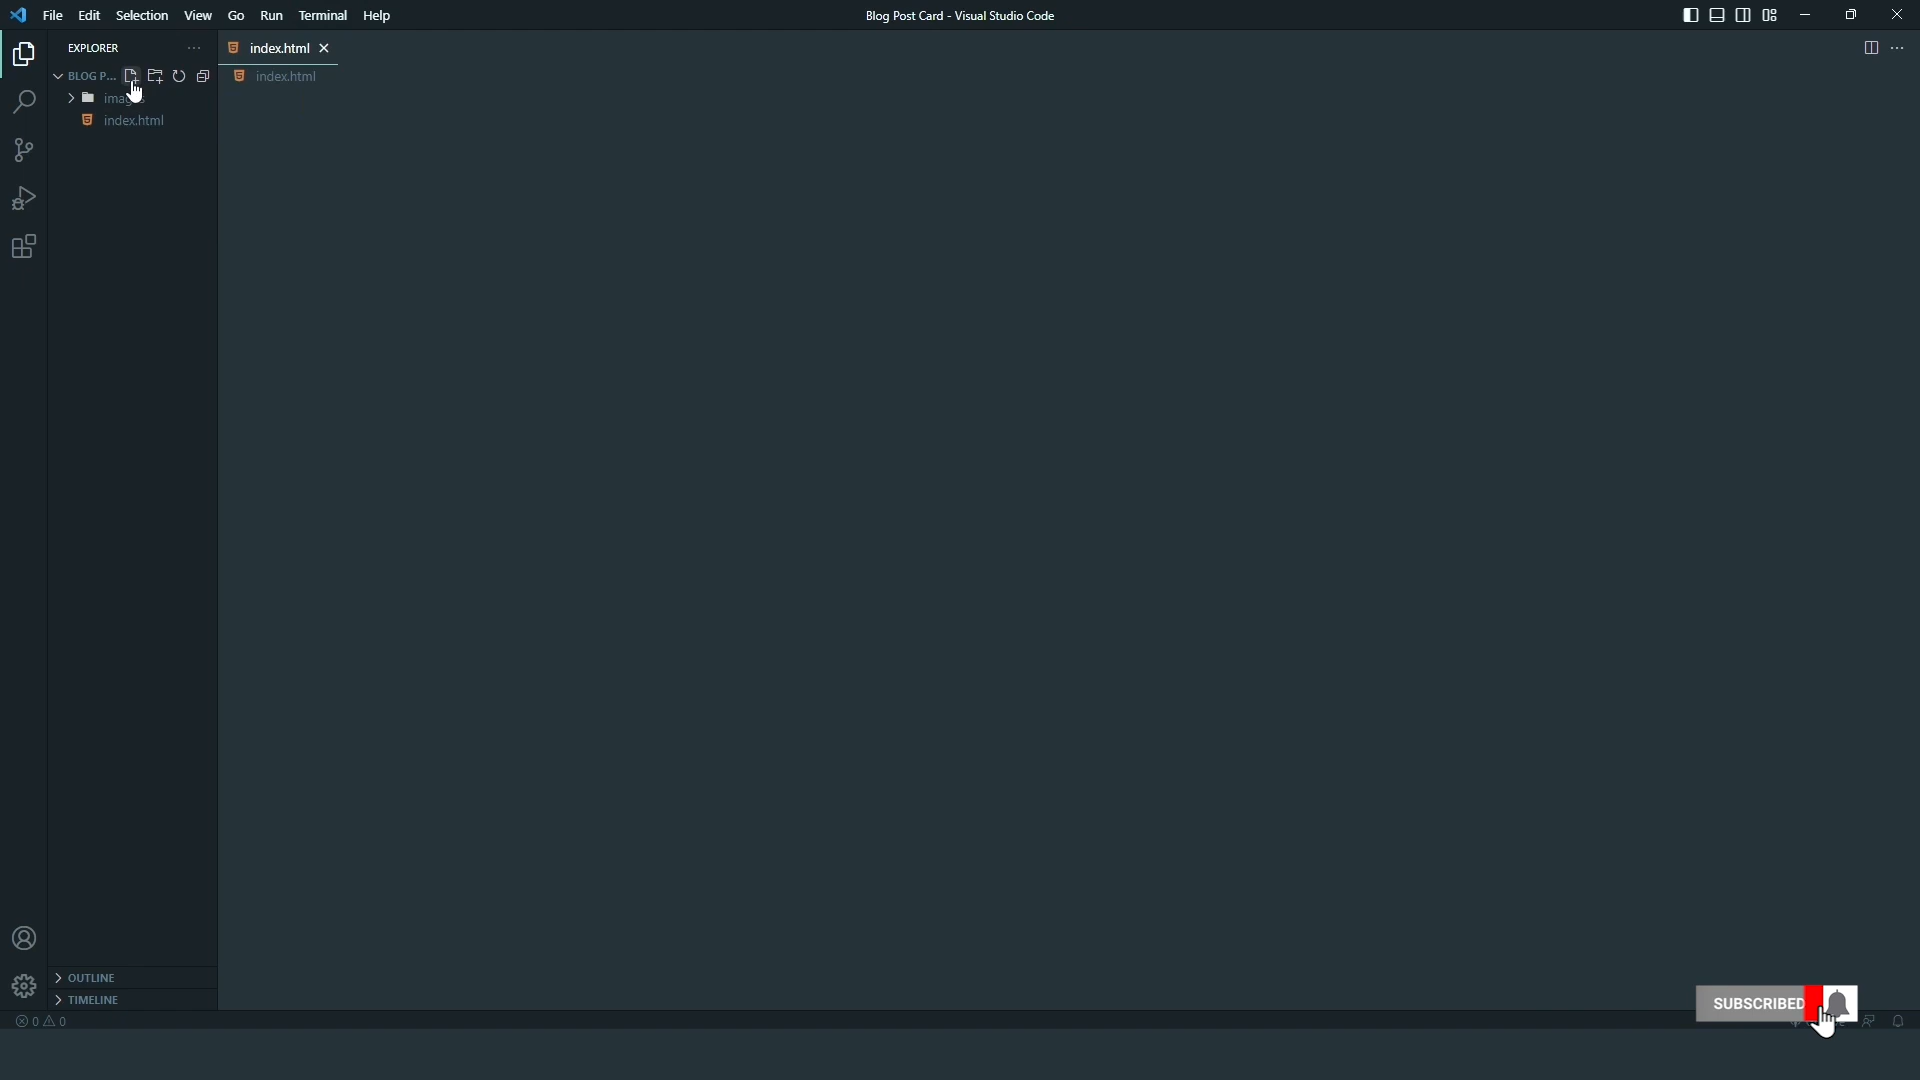 File Edit Selection View Go Run Terminal Help
Blog Post Card - Visual Studio Code
EXPLORER
index.html
BLOG P...
index.html
index.html
OUTLINE
TIMELINE
SUBSCRIBED
0 0